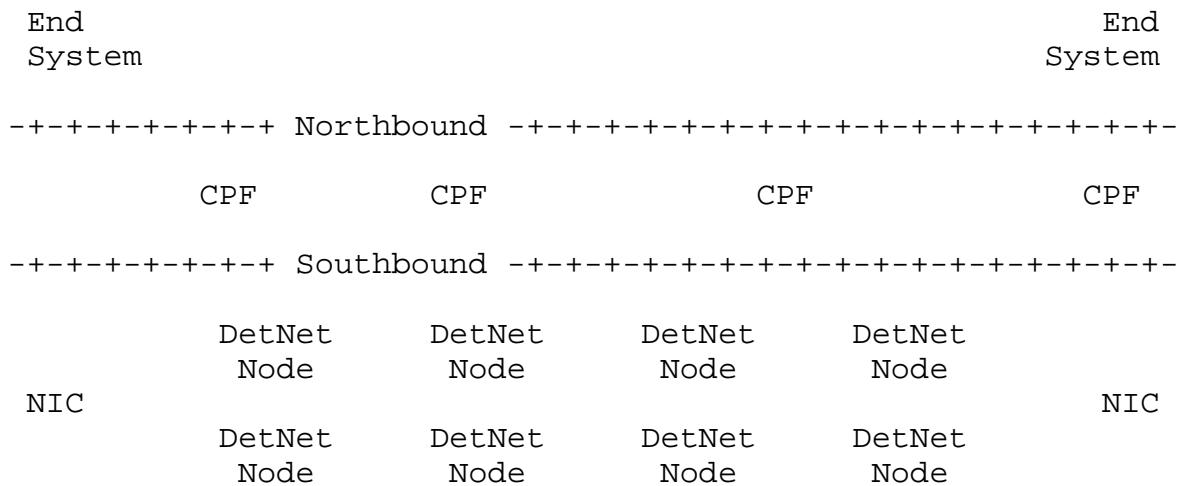 End End
System System
-+-+-+-+-+-+-+ Northbound -+-+-+-+-+-+-+-+-+-+-+-+-+-+-+-+-
CPF CPF CPF CPF
-+-+-+-+-+-+-+ Southbound -+-+-+-+-+-+-+-+-+-+-+-+-+-+-+-+-
DetNet DetNet DetNet DetNet
Node Node Node Node
NIC NIC
DetNet DetNet DetNet DetNet
Node Node Node Node